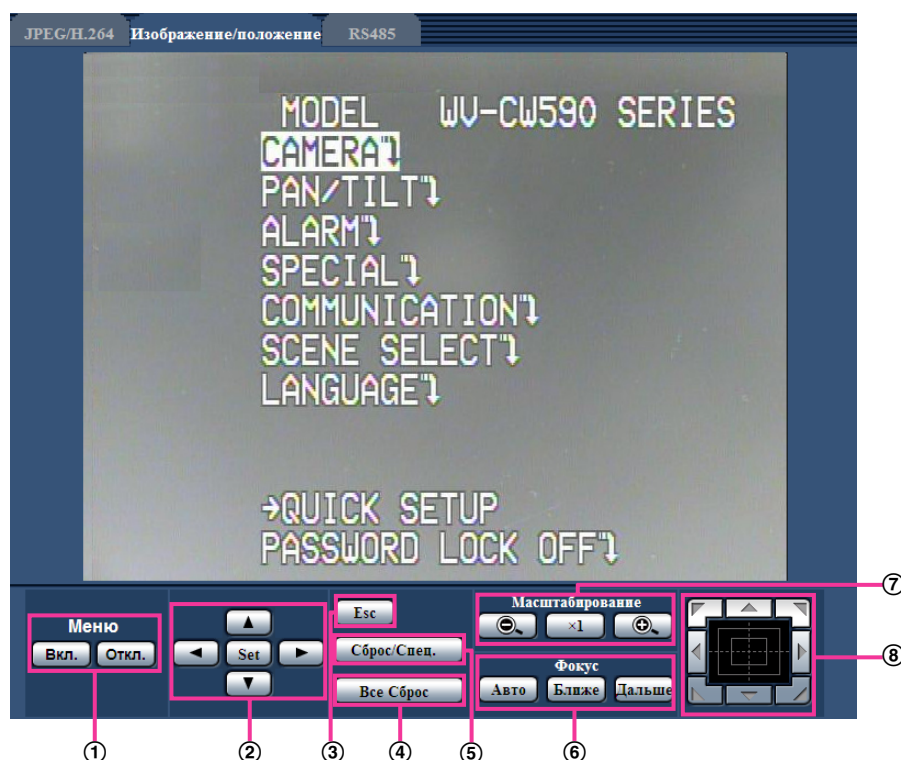 JPEG/H.264 Изображение/положение RS485
MODEL WV-CW590 SERIES
CAMERA
PAN/TILT
ALARM
SPECIAL
COMMUNICATION
SCENE SELECT
LANGUAGE
→QUICK SETUP
PASSWORD LOCK OFF
Меню
Вкл. Откл.
Set
Esc
Сброс/Спец.
Все Сброс
Масштабирование
×1
Фокус
Авто Ближе Дальше
⑦
⑧
① ② ③ ④ ⑤ ⑥